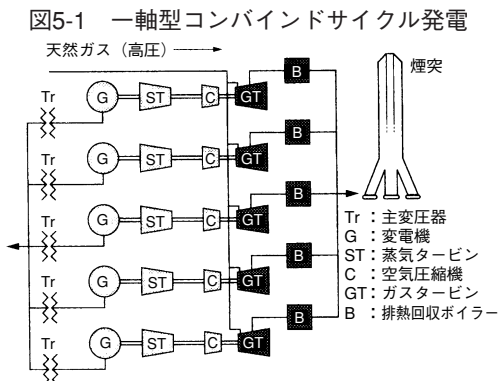 図5-1 一軸型コンバインドサイクル発電
天然ガス(高圧)
煙突
B
Tr G ST C GT
B
Tr G ST C GT
B
Tr G ST C GT
B
Tr G ST C GT
B
Tr G ST C GT
Tr:主変圧器
G:変電機
ST:蒸気タービン
C:空気圧縮機
GT:ガスタービン
B:排熱回収ボイラー